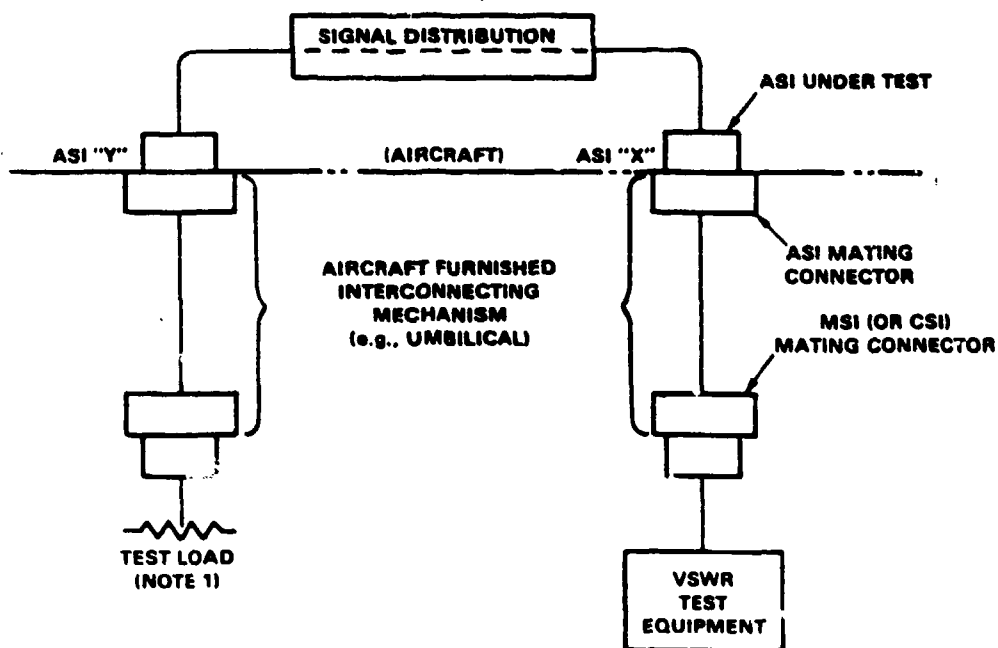 SIGNAL DISTRIBUTION
ASI UNDER TEST
ASI "Y"
(AIRCRAFT)
ASI "X"
ASI MATING
CONNECTOR
AIRCRAFT FURNISHED
INTERCONNECTING
MECHANISM
(e.g., UMBILICAL)
MSI (OR CSI)
MATING CONNECTOR
TEST LOAD
(NOTE 1)
VSWR
TEST
EQUIPMENT